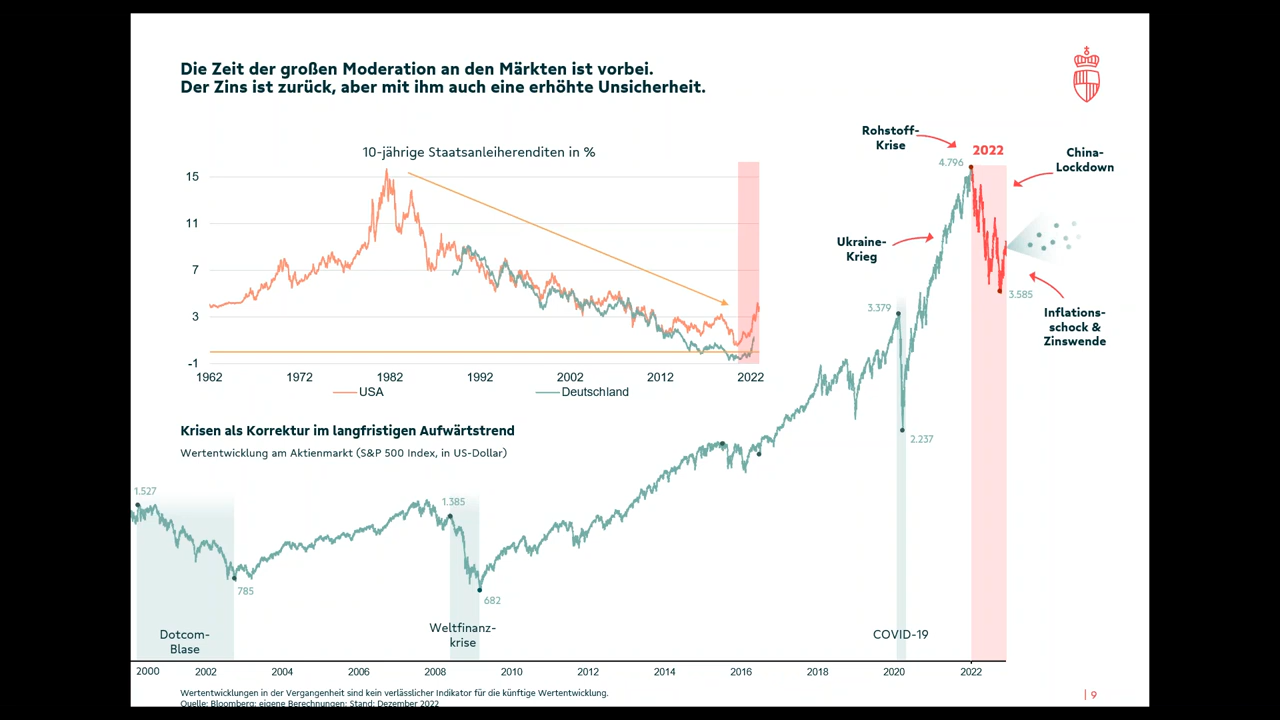 Die Zeit der großen Moderation an den Märkten ist vorbei.
Der Zins ist zurück, aber mit ihm auch eine erhöhte Unsicherheit.
10-jährige Staatsanleiherenditen in %
15
11
7
3
-1
1962
1972
1982
1992
2002
2012
2022
USA
Deutschland
Rohstoff-
Krise
4.796
2022
China-
Lockdown
Ukraine-
Krieg
3.585
3.379
Inflations-
schock &
Zinswende
2.237
Krisen als Korrektur im langfristigen Aufwärtstrend
Wertentwicklung am Aktienmarkt (S&P 500 Index, in US-Dollar)
1.527
785
1.385
682
Dotcom-
Blase
Weltfinanz-
krise
COVID-19
2000
2002
2004
2006
2008
2010
2012
2014
2016
2018
2020
2022
Wertentwicklungen in der Vergangenheit sind kein verlässlicher Indikator für die künftige Wertentwicklung.
Quelle: Bloomberg; eigene Berechnungen; Stand: Dezember 2022
| 9